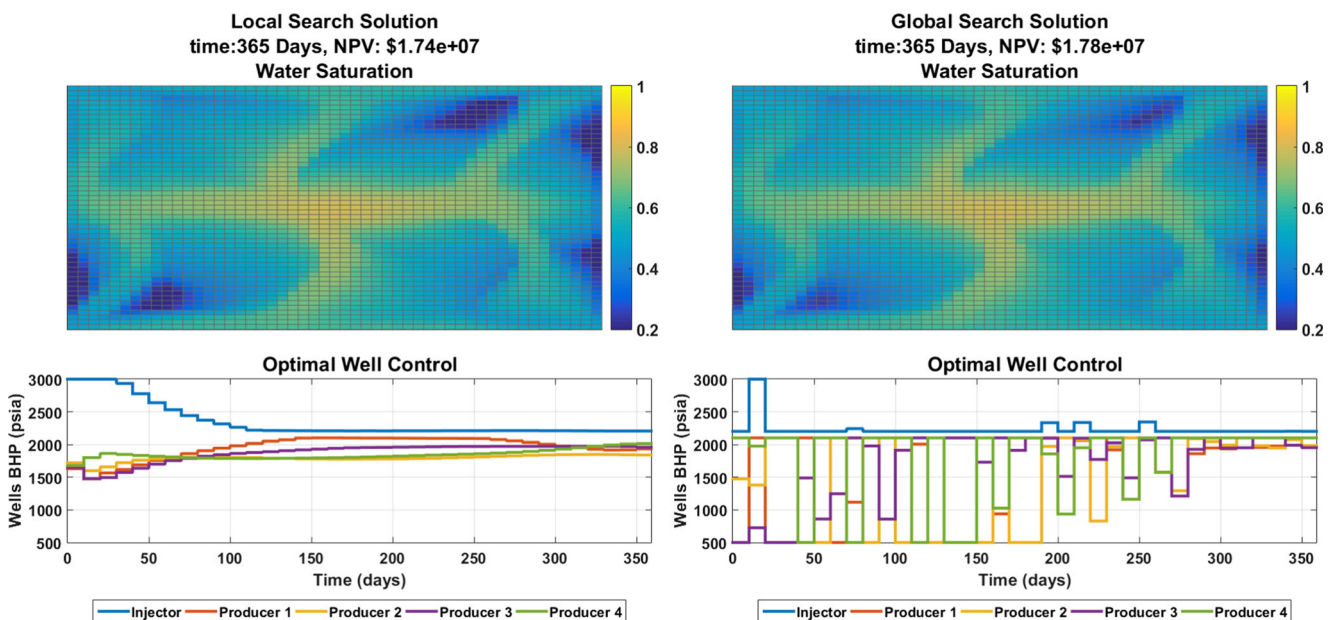 Local Search Solution
time:365 Days, NPV: $1.74e+07
Water Saturation
1
0.8
0.6
0.4
0.2
Optimal Well Control
Wells BHP (psia)
3000
2500
2000
1500
1000
500
0 50 100 150 200 250 300 350
Time (days)
Injector Producer 1 Producer 2 Producer 3 Producer 4
Global Search Solution
time:365 Days, NPV: $1.78e+07
Water Saturation
1
0.8
0.6
0.4
0.2
Optimal Well Control
Wells BHP (psia)
3000
2500
2000
1500
1000
500
0 50 100 150 200 250 300 350
Time (days)
Injector Producer 1 Producer 2 Producer 3 Producer 4